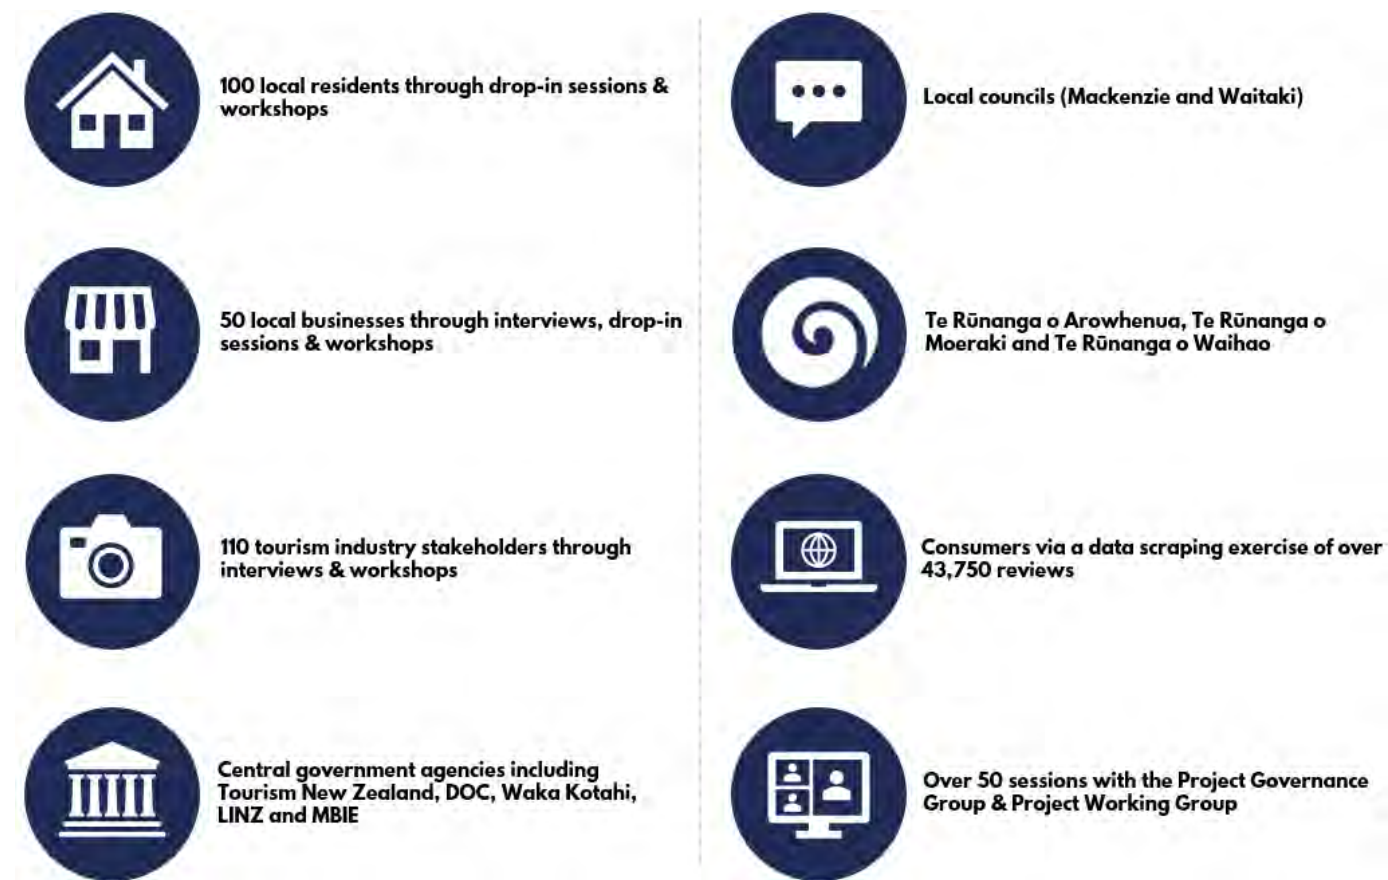 100 local residents through drop-in sessions &
workshops
50 local businesses through interviews, drop-in
sessions & workshops
110 tourism industry stakeholders through
interviews & workshops
Central government agencies including
Tourism New Zealand, DOC, Waka Kotahi,
LINZ and MBIE
Local councils (Mackenzie and Waitaki)
Te Rūnanga o Arowhenua, Te Rūnanga o
Moeraki and Te Rūnanga o Waihao
Consumers via a data scraping exercise of over
43,750 reviews
Over 50 sessions with the Project Governance
Group & Project Working Group